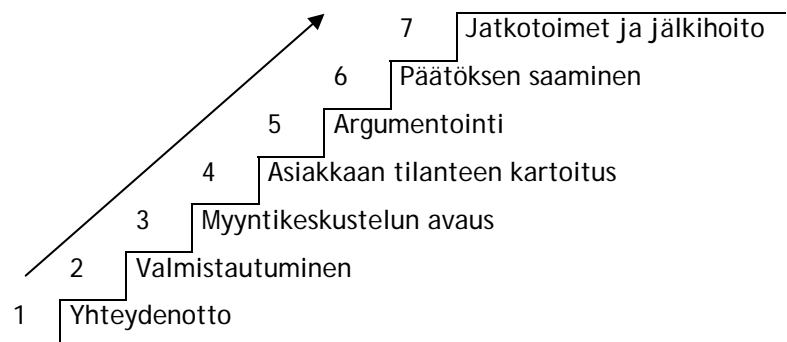 7 Jatkotoimet ja jälkihoito
6 Päätöksen saaminen
5 Argumentointi
4 Asiakkaan tilanteen kartoitus
3 Myyntikeskustelun avaus
2 Valmistautuminen
1 Yhteydenotto